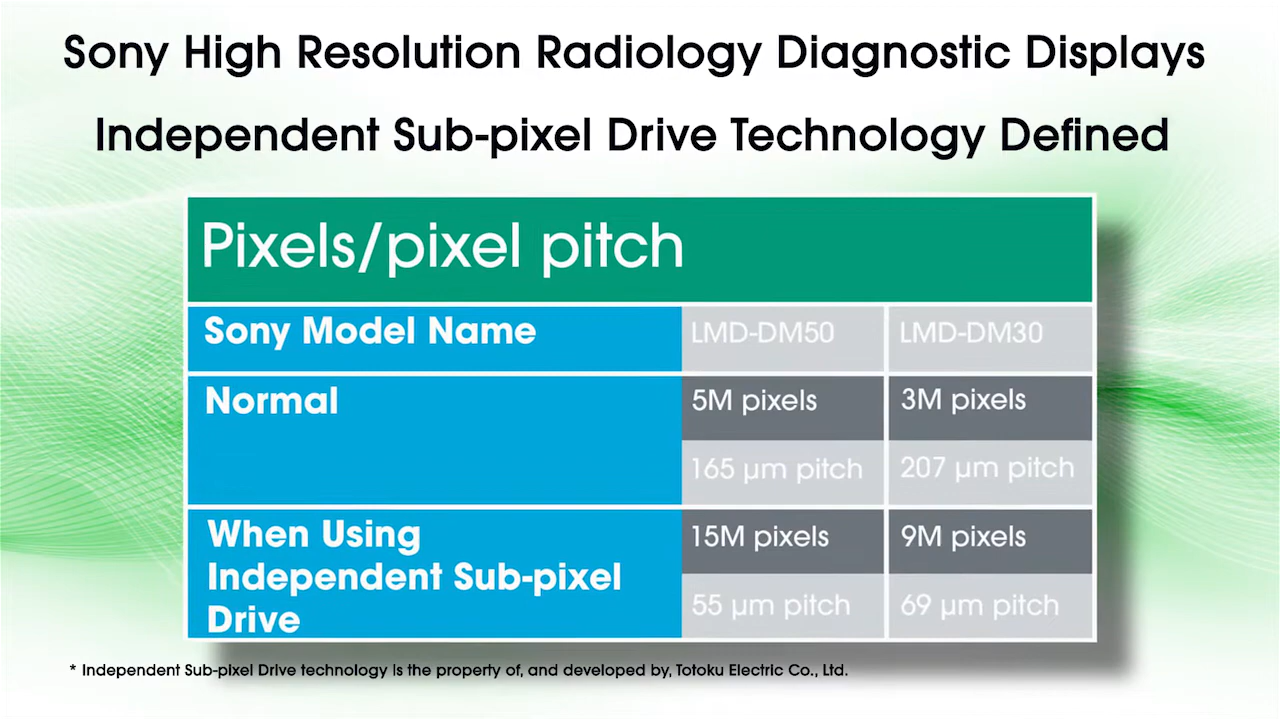 Sony High Resolution Radiology Diagnostic Displays
Independent Sub-pixel Drive Technology Defined
Pixels/pixel pitch
Sony Model Name LMD-DM50 LMD-DM30
Normal 5M pixels 3M pixels
165 µm pitch 207 µm pitch
When Using 15M pixels 9M pixels
Independent Sub-pixel
Drive 55 µm pitch 69 µm pitch
* Independent Sub-pixel Drive technology is the property of, and developed by, Totoku Electric Co., Ltd.